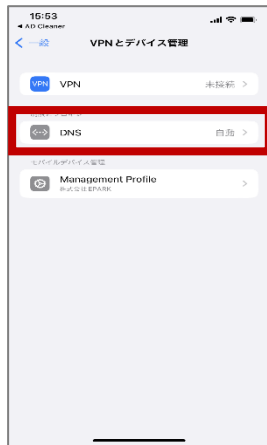 15:53
◀ AD Cleaner
一般
VPNとデバイス管理
VPN
VPN
未接続
DNS
自動
モバイルデバイス管理
Management Profile
株式会社EPARK